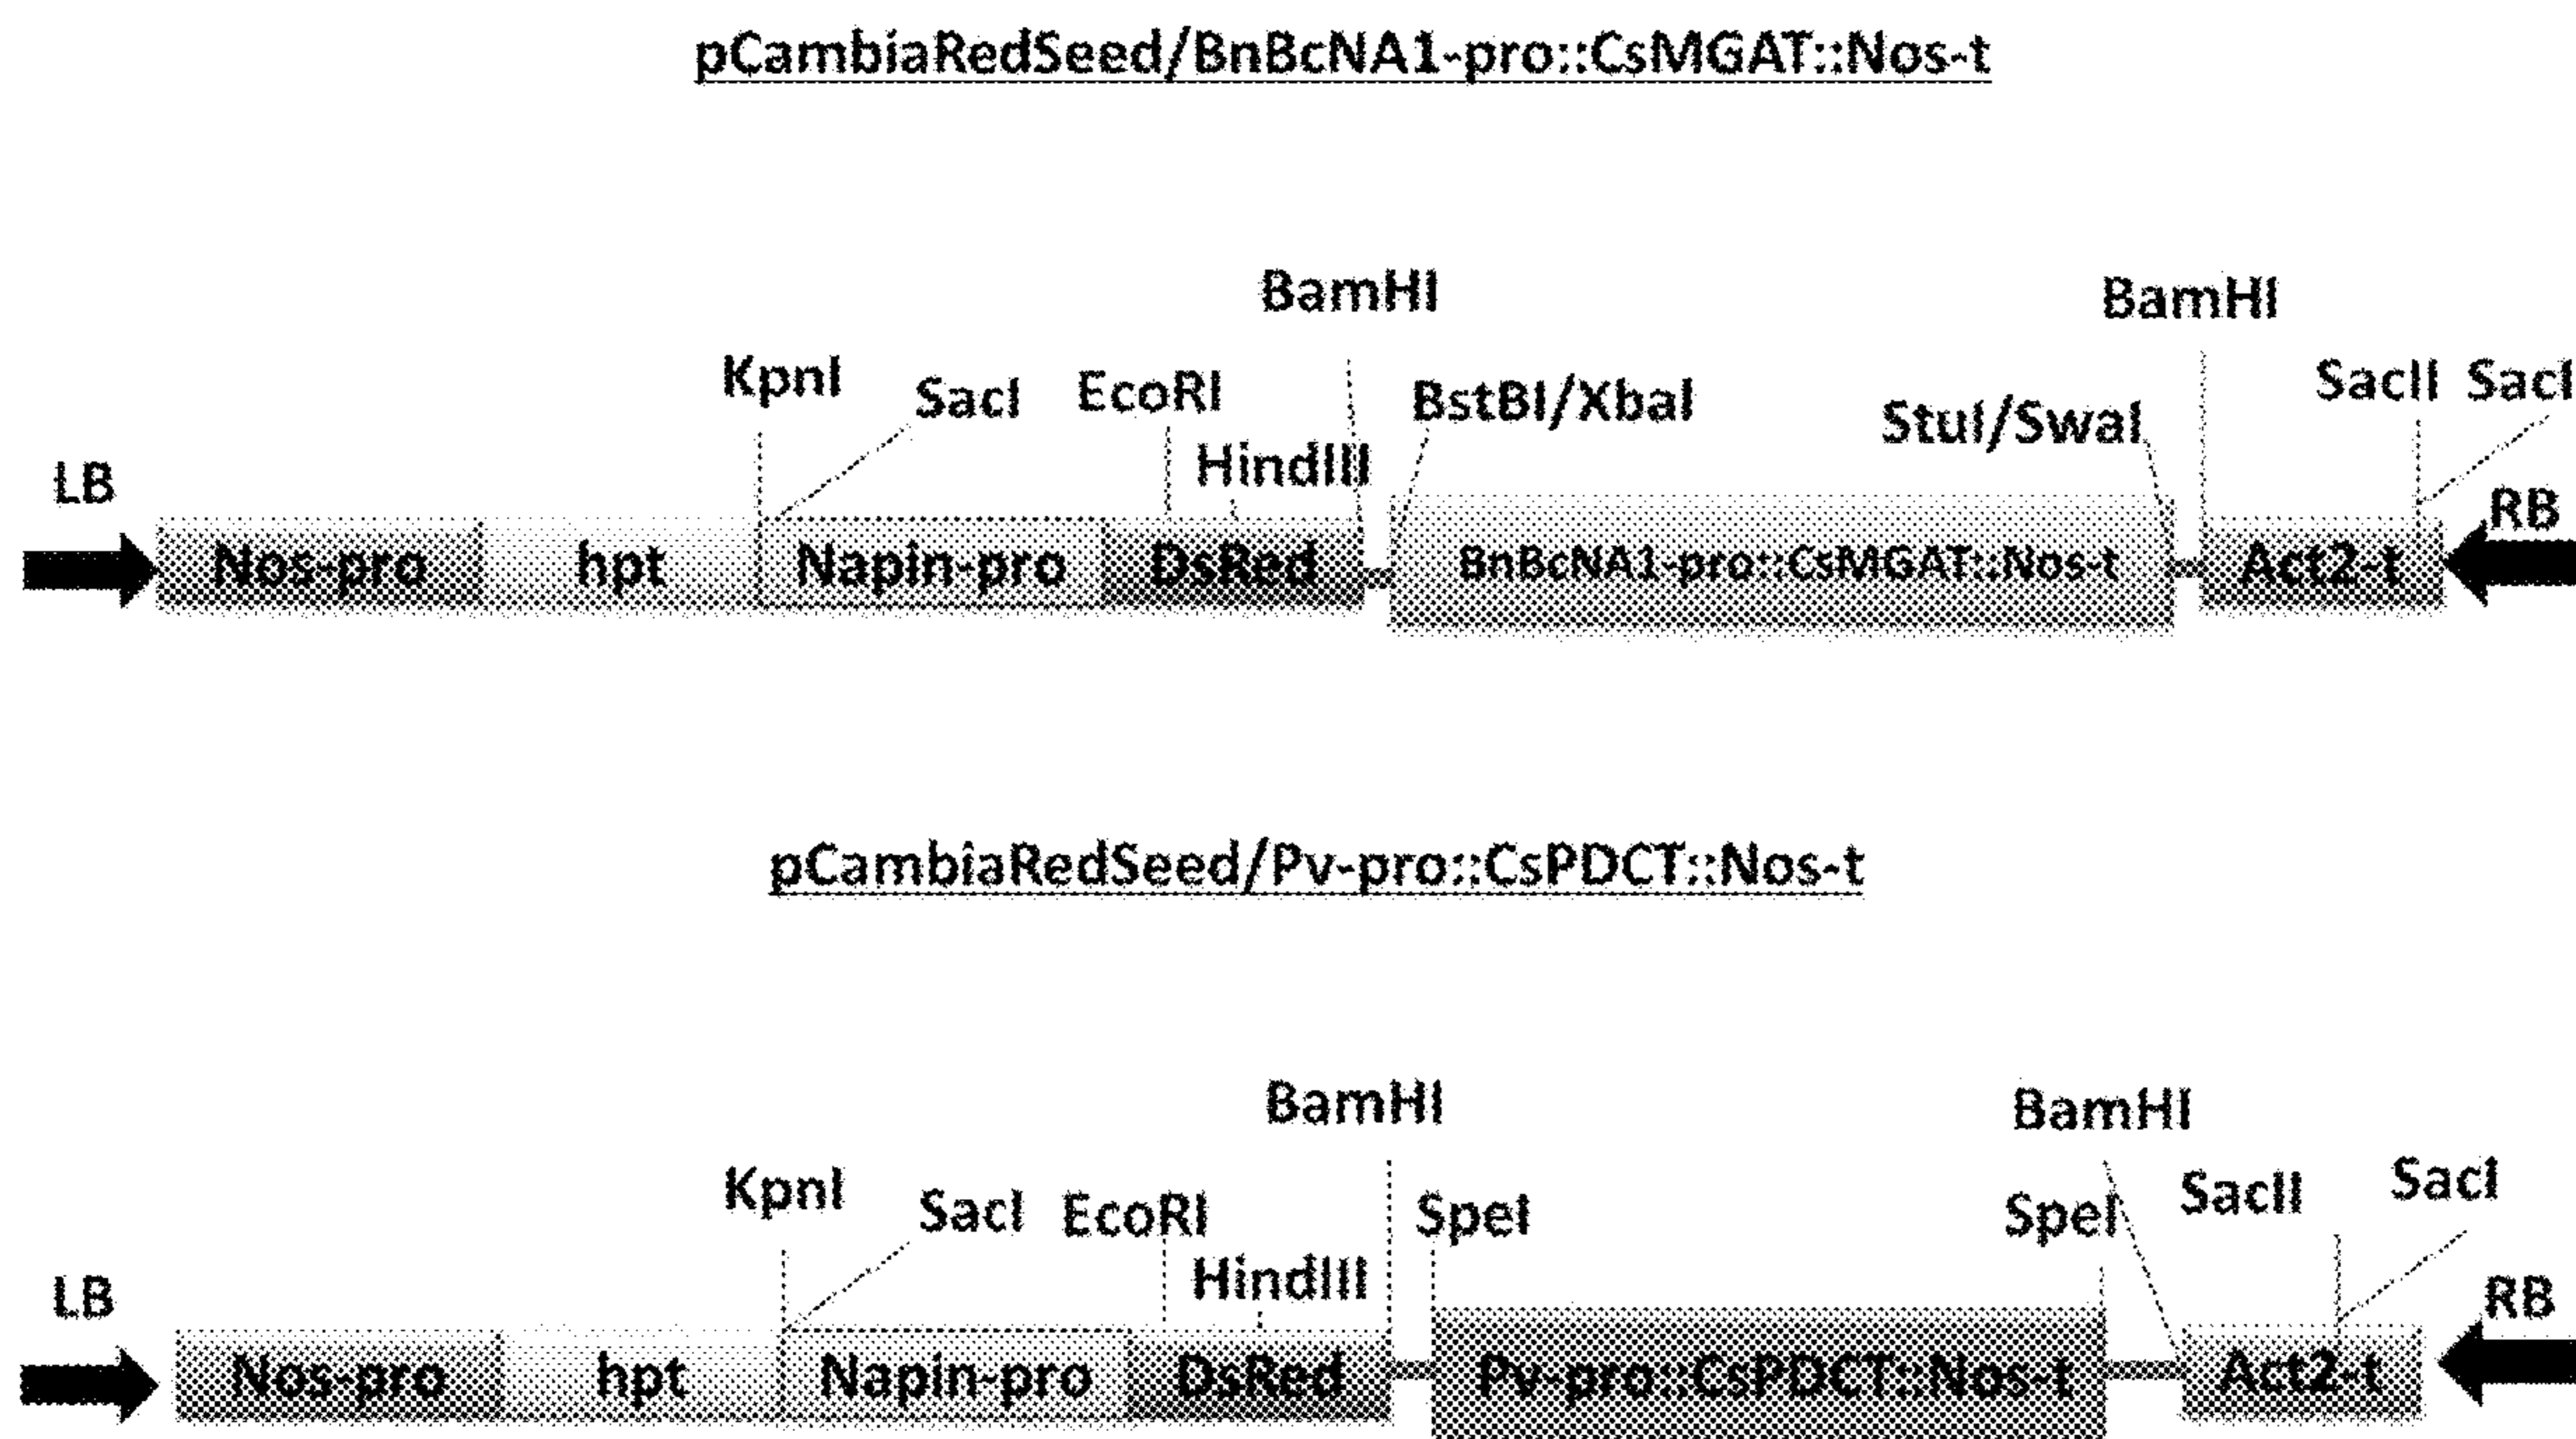 pCambiaRedSeed/BnBcNA1-pro::CsMGAT::Nos-t
BamHI BamHI
KpnI SacI EcoRI BstBI/XbaI StuI/SwaI SacII SacI
HindIII
LB RB
Nos-pro hpt Napin-pro DsRed BnBcNA1-pro::CsMGAT::Nos-t Act2-t
pCambiaRedSeed/Pv-pro::CsPDCT::Nos-t
BamHI BamHI
KpnI SacI EcoRI SpeI SpeI SacII SacI
HindIII
LB RB
Nos-pro hpt Napin-pro DsRed Pv-pro::CsPDCT::Nos-t Act2-t